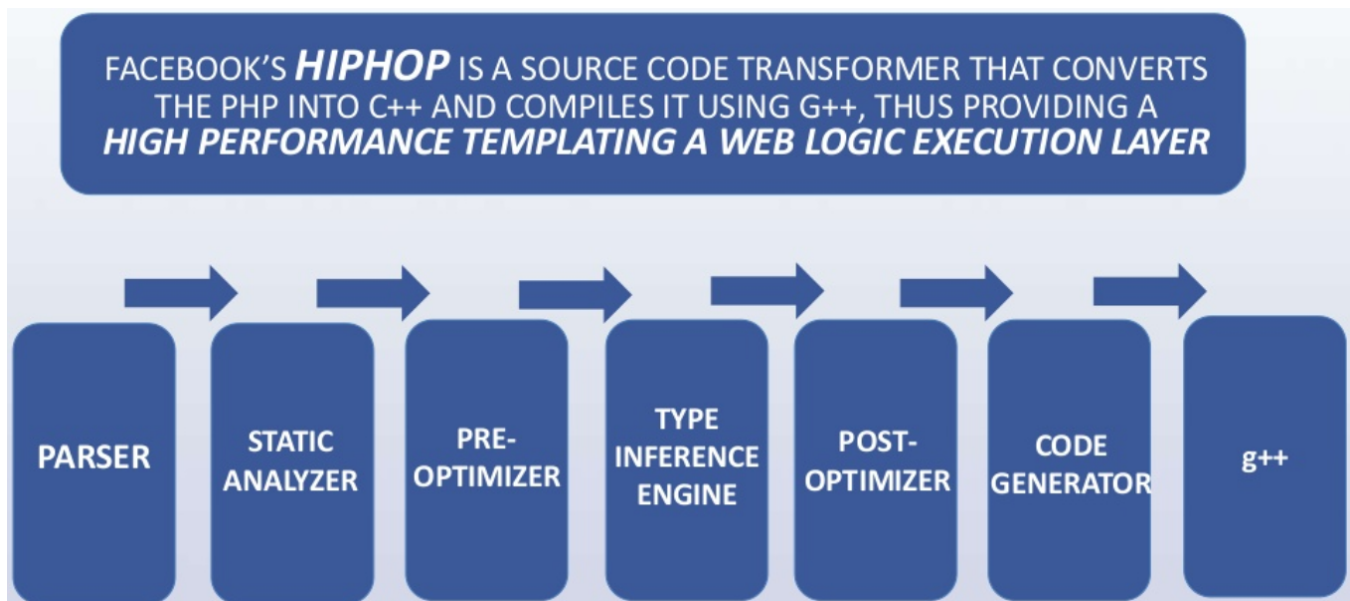 FACEBOOK'S HIPHOP IS A SOURCE CODE TRANSFORMER THAT CONVERTS
THE PHP INTO C++ AND COMPILES IT USING G++, THUS PROVIDING A
HIGH PERFORMANCE TEMPLATING A WEB LOGIC EXECUTION LAYER
PARSER
STATIC
ANALYZER
PRE-
OPTIMIZER
TYPE
INFERENCE
ENGINE
POST-
OPTIMIZER
CODE
GENERATOR
g++